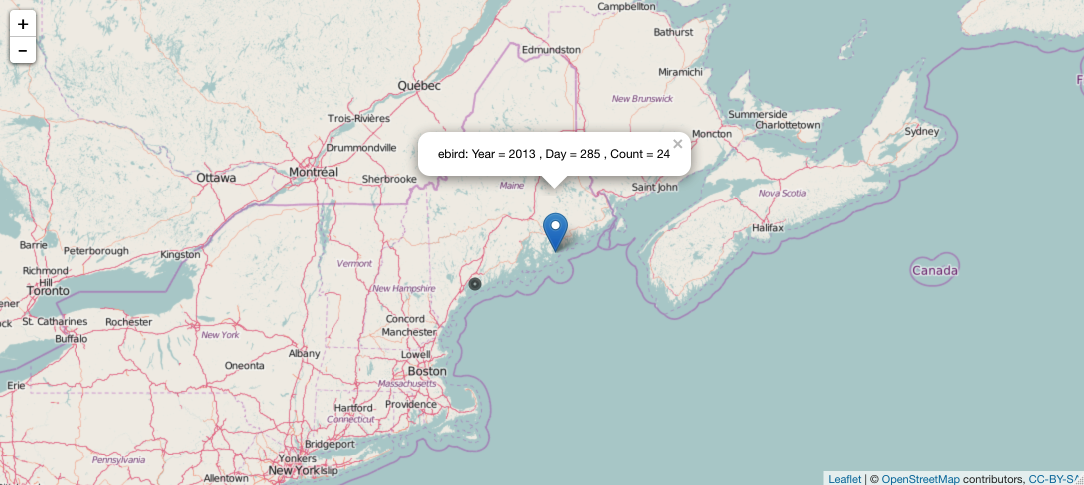 +
−
Campbellton
Bathurst
Edmundston
Miramichi
Québec
New Brunswick
Trois-Rivières
Summerside
Charlottetown
Moncton
Sydney
Drummondville
ebird: Year = 2013 , Day = 285 , Count = 24
×
Ottawa
Montréal
Sherbrooke
Maine
Saint John
Nova Scotia
Halifax
Barrie
Peterborough
Kingston
Richmond
Hill
Toronto
Vermont
New Hampshire
Canada
St. Catharines
Rochester
Buffalo
New York
Concord
Manchester
Albany
Lowell
Oneonta
Boston
Erie
Massachusetts
Hartford
Providence
Connecticut
Bridgeport
Pennsylvania
Yonkers
New York
Islip
Allentown
Leaflet | © OpenStreetMap contributors, CC-BY-SA